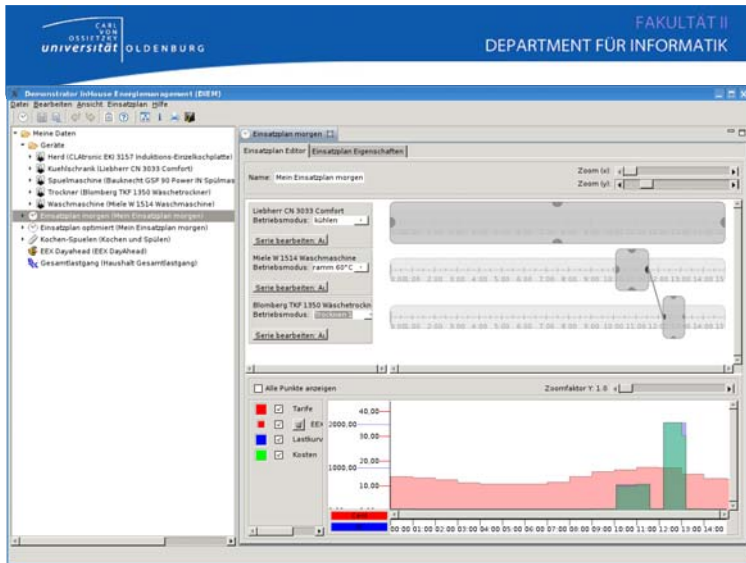 CARL
VON
OSSIETZKY
universität OLDENBURG
FAKULTÄT II
DEPARTMENT FÜR INFORMATIK
Demonstrator InHouse Energiemanagement (DIEM)
Datei Bearbeiten Ansicht Einsatzplan Hilfe
Meine Daten
Geräte
Herd (CLAtronic EKI 3157 Induktions-Einzelkochplatte)
Kuehlschrank (Liebherr CN 3033 Comfort)
Spuelmaschine (Bauknecht GSF 90 Power IN Spülmas
Trockner (Blomberg TKF 1350 Wäschetrockner)
Waschmaschine (Miele W 1514 Waschmaschine)
Einsatzplan morgen (Mein Einsatzplan morgen)
Einsatzplan optimiert (Mein Einsatzplan morgen)
Kochen-Spuelen (Kochen und Spülen)
EEX Dayahead (EEX DayAhead)
Gesamtlastgang (Haushalt Gesamtlastgang)
Einsatzplan morgen
Einsatzplan Editor Einsatzplan Eigenschaften
Name: Mein Einsatzplan morgen
Zoom (x):
Zoom (y):
Liebherr CN 3033 Comfort
Betriebsmodus: kühlen
Serie bearbeiten: Au
Miele W 1514 Waschmaschine
Betriebsmodus: ramm 60°C
Serie bearbeiten: Au
Blomberg TKF 1350 Wäschetrockn
Betriebsmodus: Trocknen
Serie bearbeiten: Au
Alle Punkte anzeigen
Zoomfaktor Y: 1.0
Tarife
EEX
Lastkurv
Kosten
40,00
2000,00
30,00
20,00
1000,00
10,00
00:00 01:00 02:00 03:00 04:00 05:00 06:00 07:00 08:00 09:00 10:00 11:00 12:00 13:00 14:00